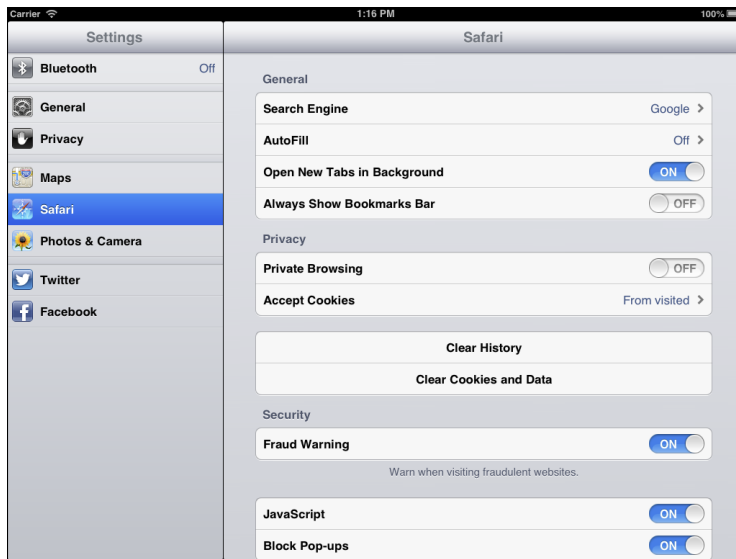 Carrier 1:16 PM 100%
Settings
Bluetooth Off
General
Privacy
Maps
Safari
Photos & Camera
Twitter
Facebook
Safari
General
Search Engine Google
AutoFill Off
Open New Tabs in Background ON
Always Show Bookmarks Bar OFF
Privacy
Private Browsing OFF
Accept Cookies From visited
Clear History
Clear Cookies and Data
Security
Fraud Warning ON
Warn when visiting fraudulent websites.
JavaScript ON
Block Pop-ups ON